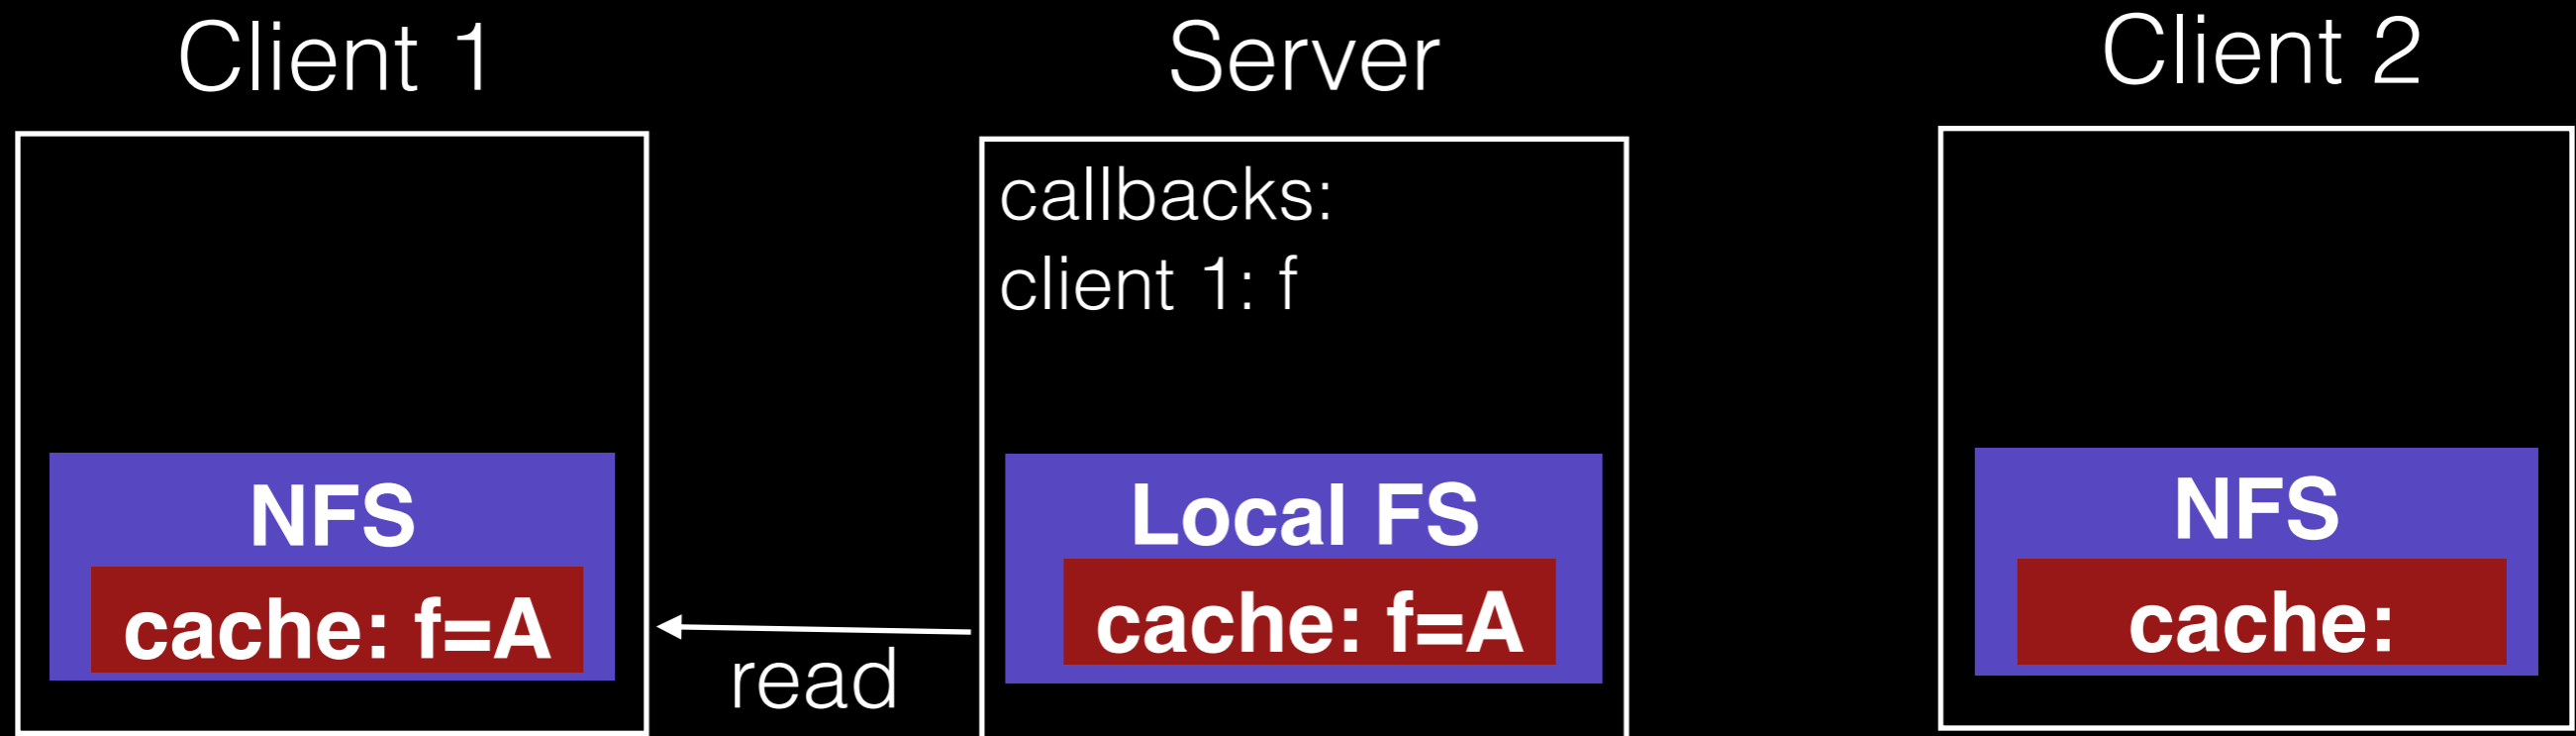 Client 1
Server
Client 2
callbacks:
client 1: f
NFS
cache: f=A
read
Local FS
cache: f=A
NFS
cache: